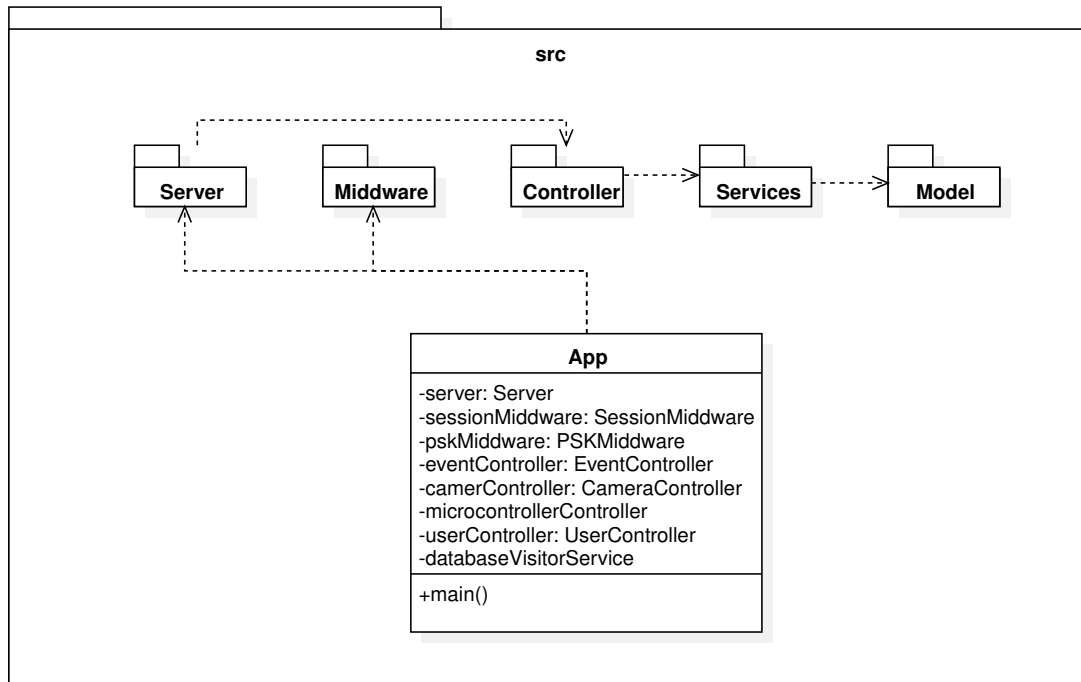 src
Server
Middware
Controller
Services
Model
App
-server: Server
-sessionMiddware: SessionMiddware
-pskMiddware: PSKMiddware
-eventController: EventController
-camerController: CameraController
-microcontrollerController
-userController: UserController
-databaseVisitorService
+main()